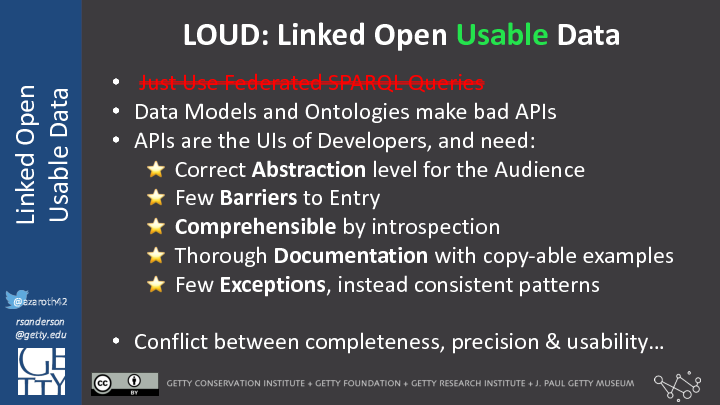 LOUD: Linked Open Usable Data
• Just Use Federated SPARQL Queries
• Data Models and Ontologies make bad APIs
• APIs are the UIs of Developers, and need:
Correct Abstraction level for the Audience
Few Barriers to Entry
Comprehensible by introspection
Thorough Documentation with copy-able examples
Few Exceptions, instead consistent patterns
• Conflict between completeness, precision & usability…
Linked Open
Usable Data
@azaroth42
rsanderson
@getty.edu
GE
TTY
cc
BY
GETTY CONSERVATION INSTITUTE + GETTY FOUNDATION + GETTY RESEARCH INSTITUTE + J. PAUL GETTY MUSEUM